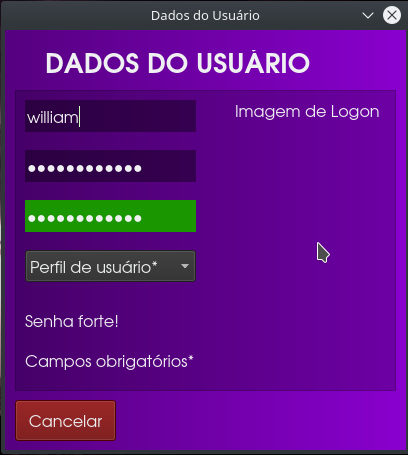 Dados do Usuário
DADOS DO USUÁRIO
william
Imagem de Logon
••••••••••••
••••••••••••
Perfil de usuário*
Senha forte!
Campos obrigatórios*
Cancelar